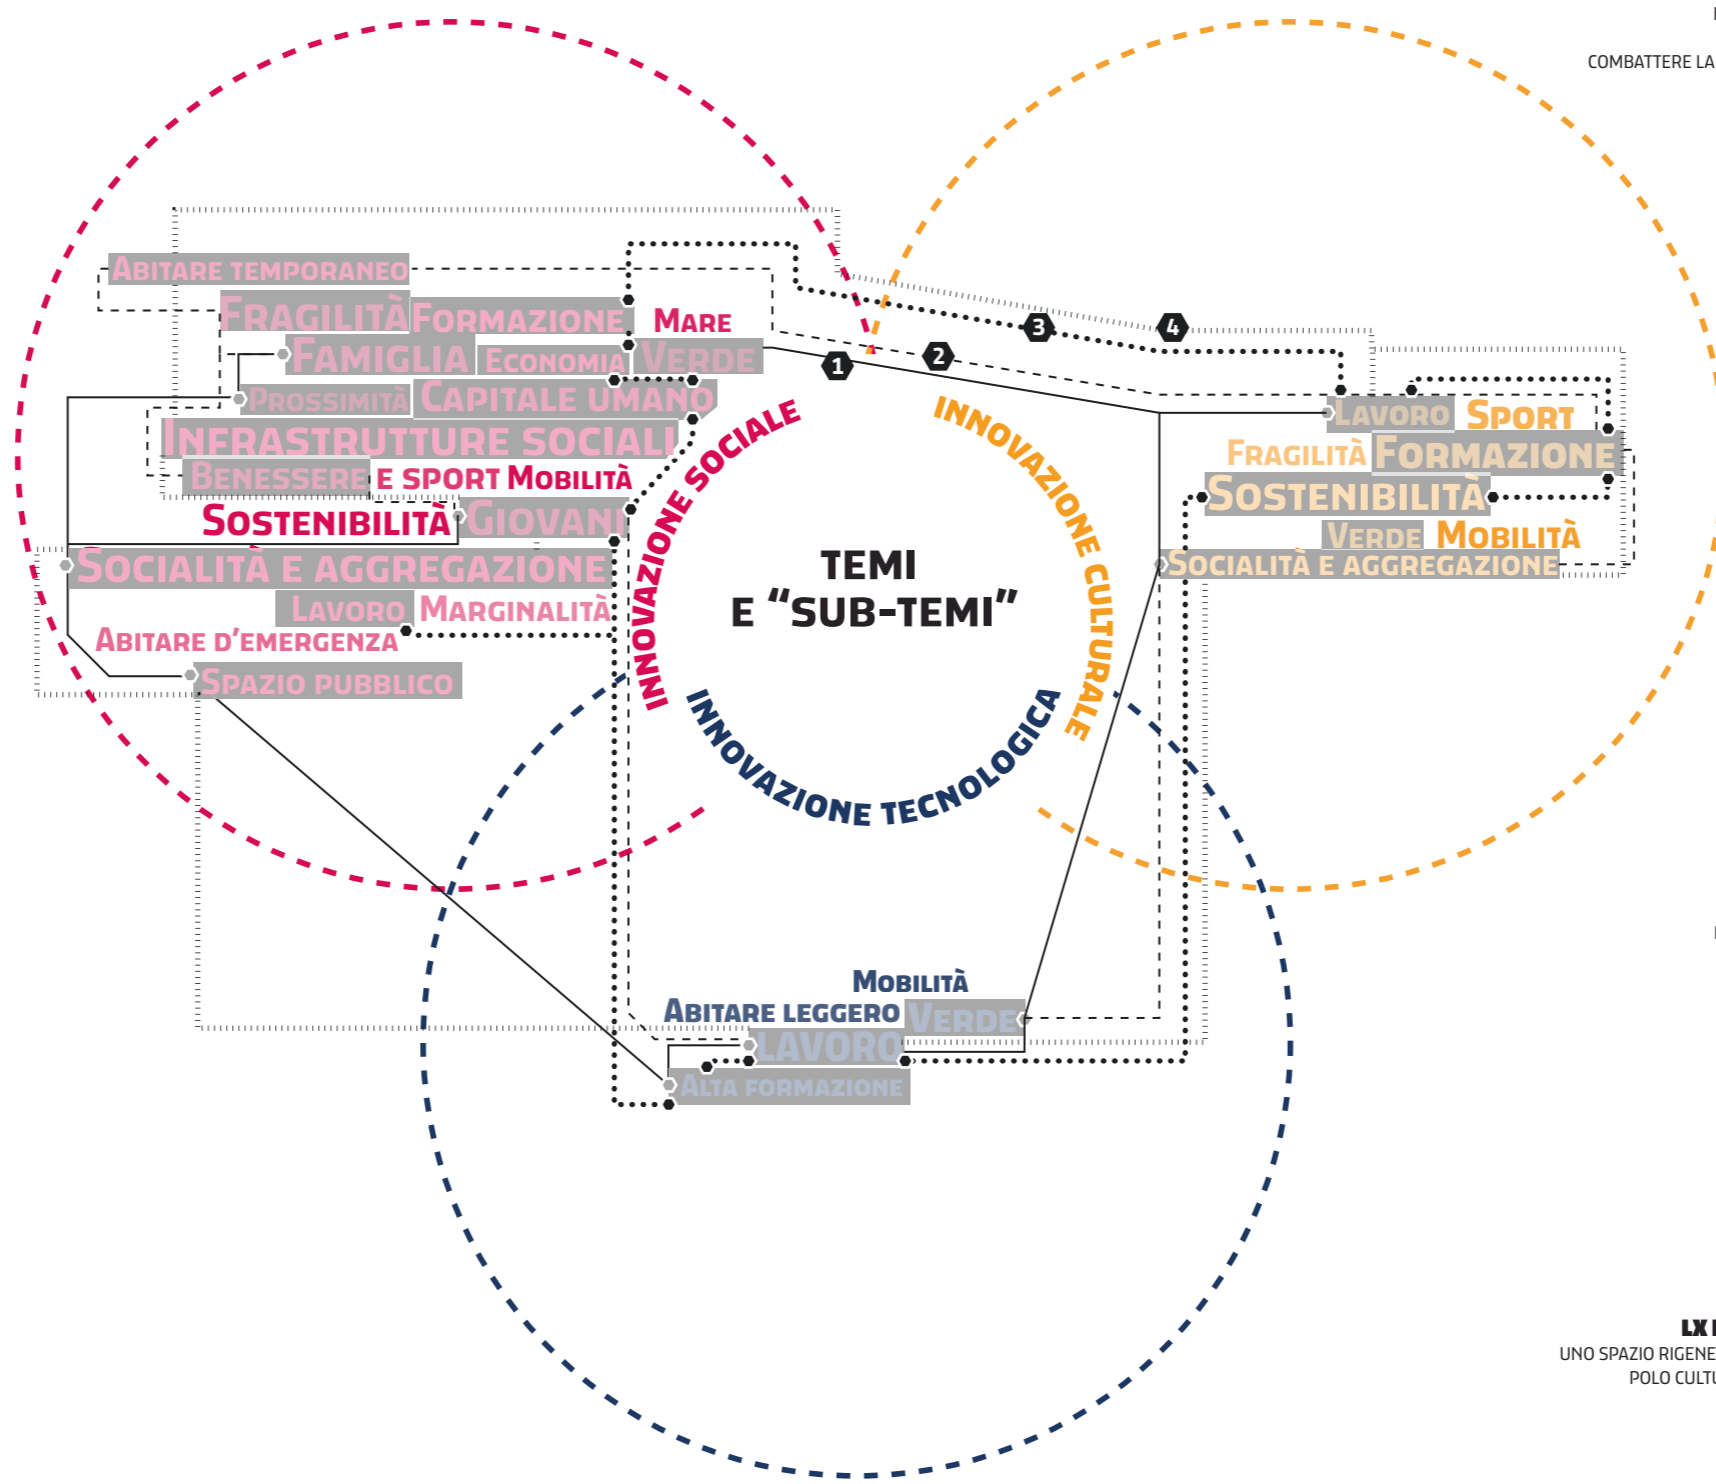 COMBATTERE LA
ABITARE TEMPORANEO
FRAGILITÀ FORMAZIONE MARE
FAMIGLIA ECONOMIA VERDE
PROSSIMITÀ CAPITALE UMANO
INFRASTRUTTURE SOCIALI
BENESSERE E SPORT MOBILITÀ
SOSTENIBILITÀ GIOVANI
SOCIALITÀ E AGGREGAZIONE
LAVORO MARGINALITÀ
ABITARE D'EMERGENZA
SPAZIO PUBBLICO
1
2
3
4
INNOVAZIONE SOCIALE
INNOVAZIONE CULTURALE
INNOVAZIONE TECNOLOGICA
TEMI
E “SUB-TEMI”
LAVORO SPORT
FRAGILITÀ FORMAZIONE
SOSTENIBILITÀ
VERDE MOBILITÀ
SOCIALITÀ E AGGREGAZIONE
MOBILITÀ
ABITARE LEGGERO VERDE
LAVORO
ALTA FORMAZIONE
LX
UNO SPAZIO RIGENE
POLO CULTU